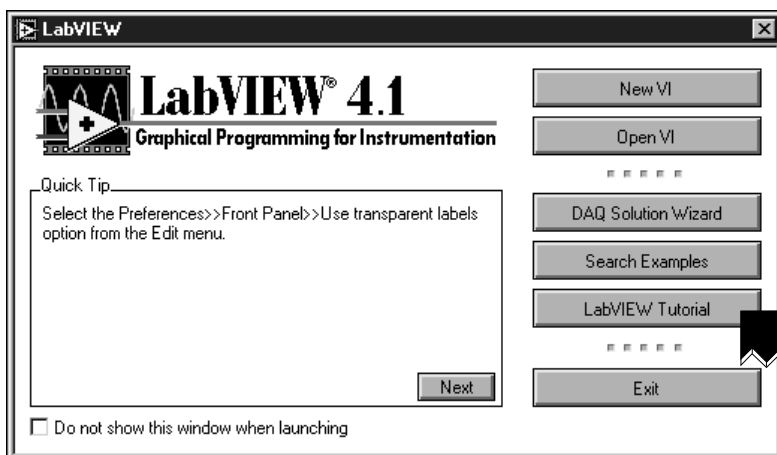 LabVIEW
LabVIEW® 4.1
Graphical Programming for Instrumentation
Quick Tip
Select the Preferences>>Front Panel>>Use transparent labels
option from the Edit menu.
Next
Do not show this window when launching
New VI
Open VI
DAQ Solution Wizard
Search Examples
LabVIEW Tutorial
Exit